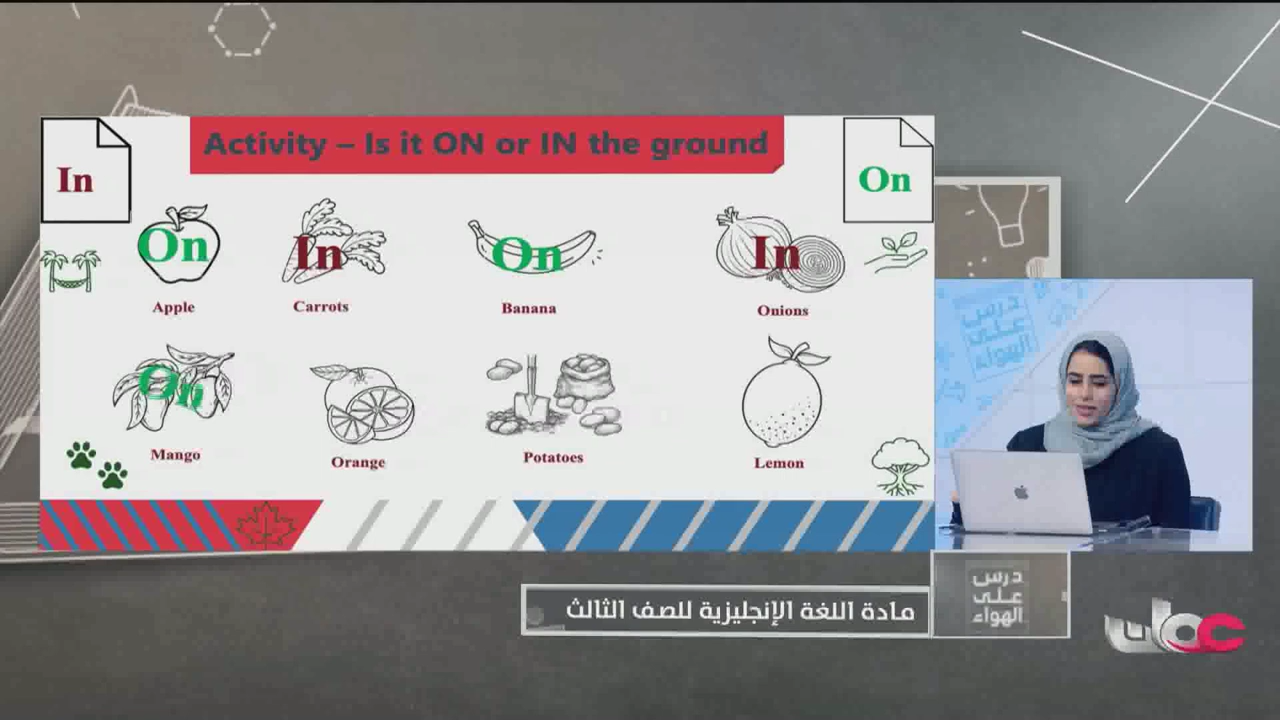 Activity – Is it ON or IN the ground
In
On
On
In
On
In
Apple
Carrots
Banana
Onions
On
Mango
Orange
Potatoes
Lemon
درس
على
الهواء
مادة اللغة الإنجليزية للصف الثالث
درس
على
الهواء
عمان